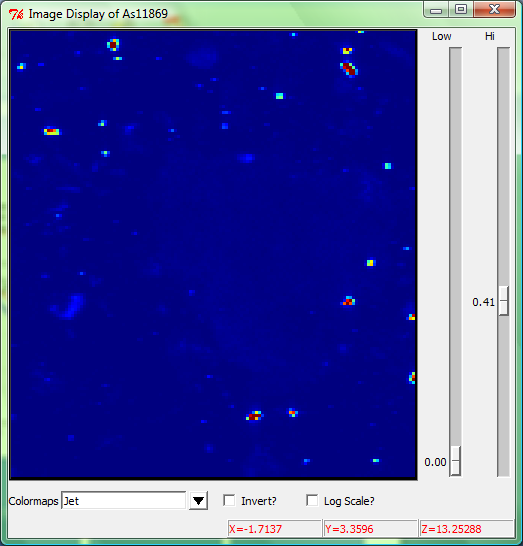 Image Display of As11869
Low Hi
0.41
0.00
Colormaps Jet Invert? Log Scale?
X=-1.7137 Y=3.3596 Z=13.25288